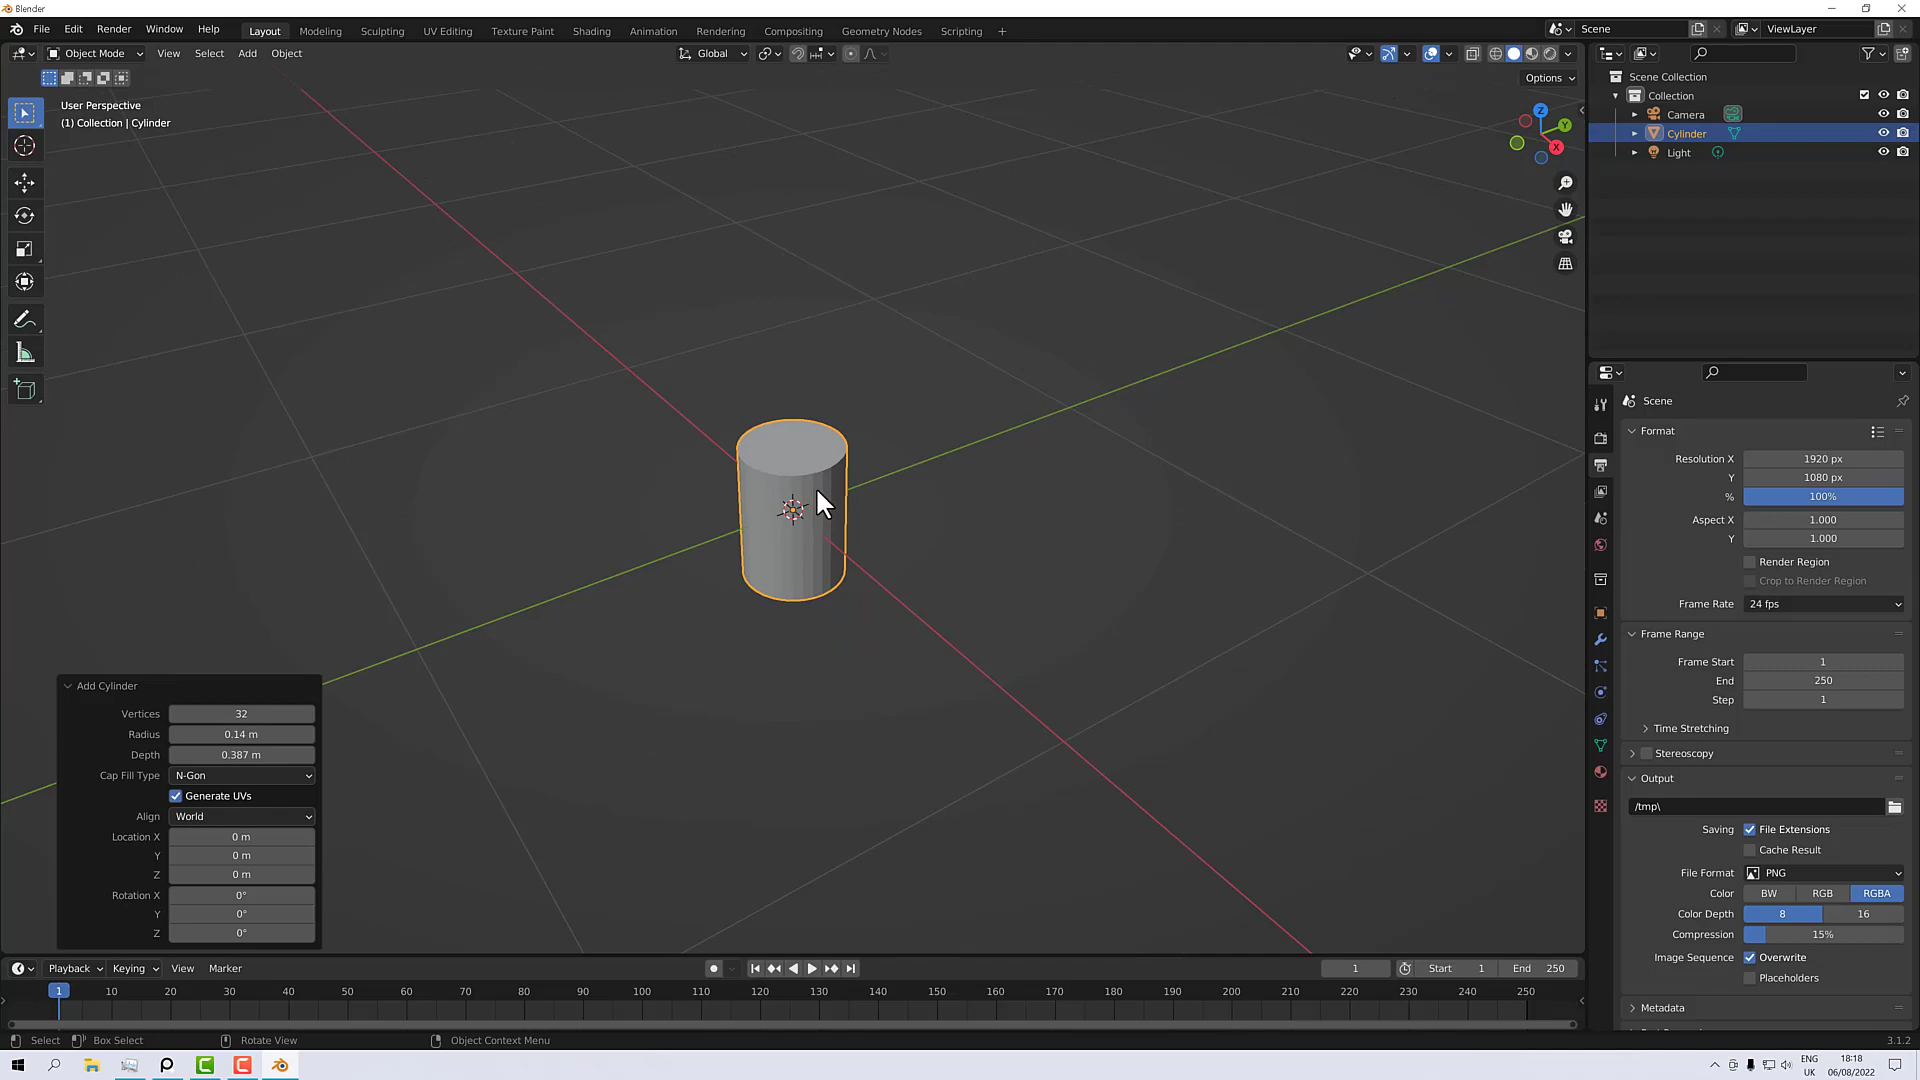 Blender
File Edit Render Window Help Layout Modeling Sculpting UV Editing Texture Paint Shading Animation Rendering Compositing Geometry Nodes Scripting + Scene ViewLayer
Object Mode View Select Add Object Global
Options
User Perspective
(1) Collection | Cylinder
Z
Y
X
Scene Collection
Collection
Camera
Cylinder
Light
Scene
Format
Resolution X 1920 px
Y 1080 px
% 100%
Aspect X 1.000
Y 1.000
Render Region
Crop to Render Region
Frame Rate 24 fps
Frame Range
Frame Start 1
End 250
Step 1
Time Stretching
Stereoscopy
Output
/tmp\
Saving File Extensions
Cache Result
File Format PNG
Color BW RGB RGBA
Color Depth 8 16
Compression 15%
Image Sequence Overwrite
Placeholders
Metadata
Add Cylinder
Vertices 32
Radius 0.14 m
Depth 0.387 m
Cap Fill Type N-Gon
Generate UVs
Align World
Location X 0 m
Y 0 m
Z 0 m
Rotation X 0°
Y 0°
Z 0°
Playback Keying View Marker 1 Start 1 End 250
1 10 20 30 40 50 60 70 80 90 100 110 120 130 140 150 160 170 180 190 200 210 220 230 240 250
Select Box Select Rotate View Object Context Menu 3.1.2
ENG 18:18
UK 06/08/2022